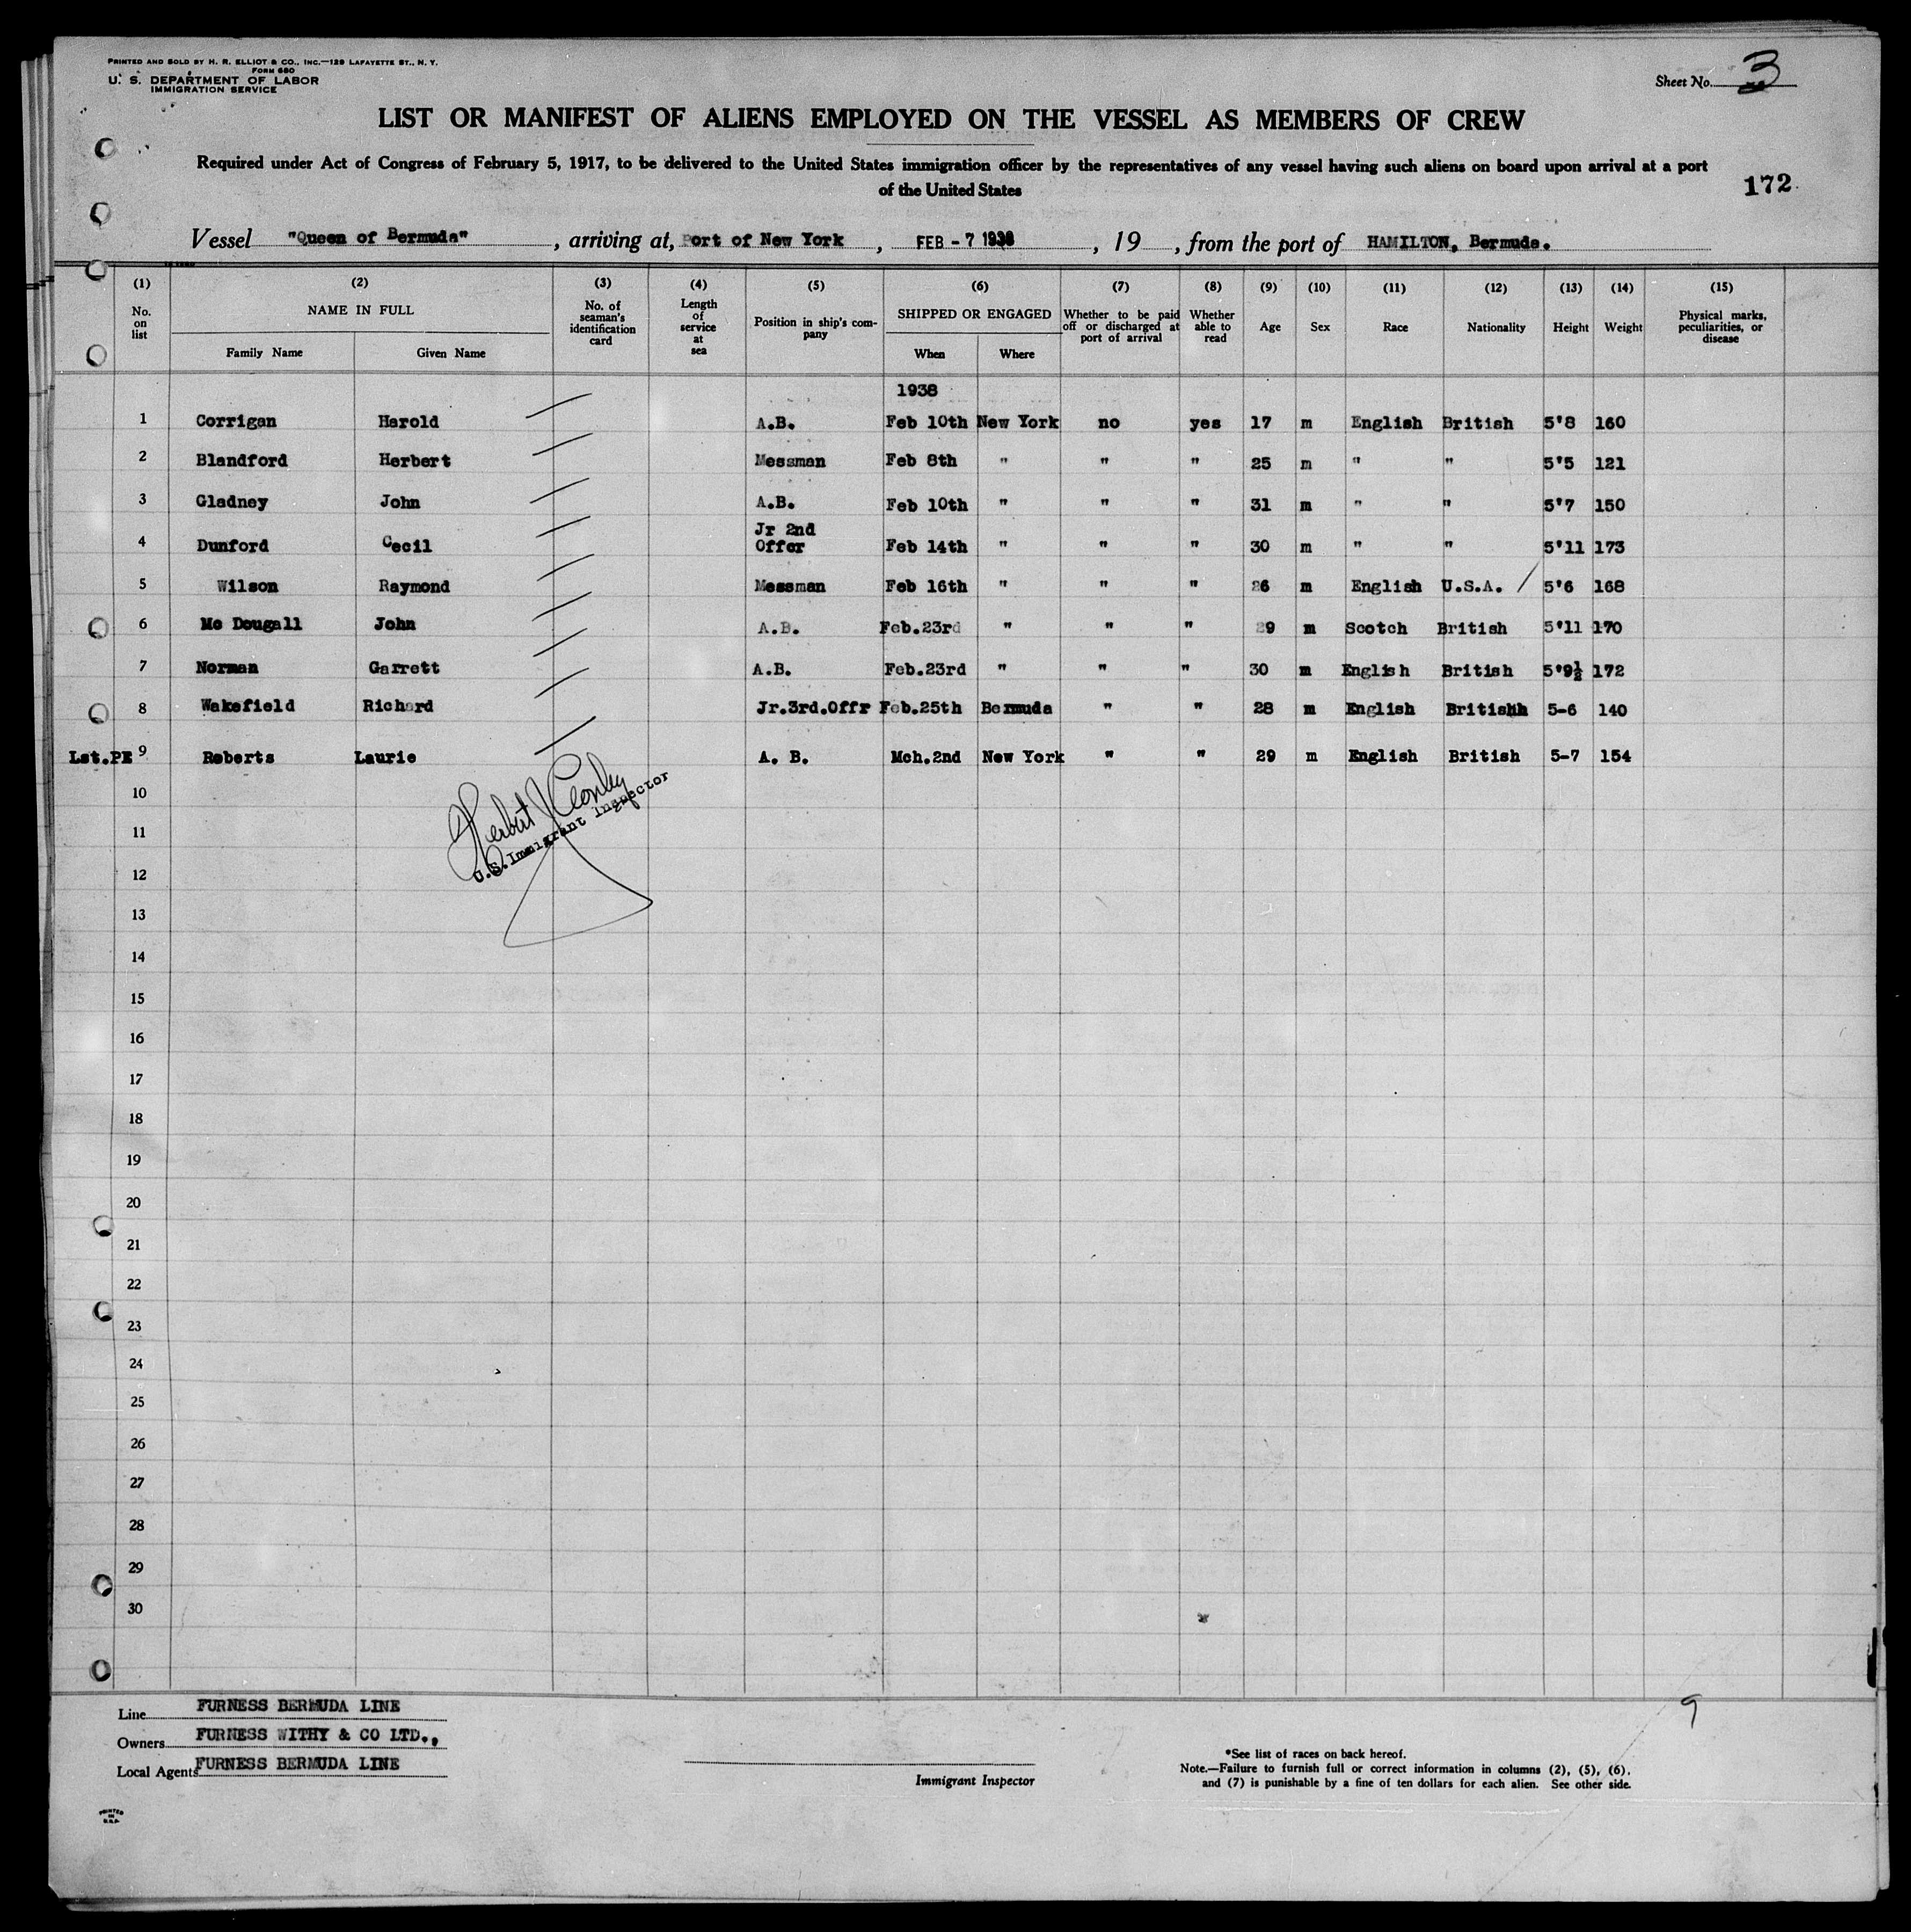 PRINTED AND SOLD BY H. R. ELLIOT & CO., INC.—129 LAFAYETTE ST., N. Y.
FORM 680
U. S. DEPARTMENT OF LABOR
IMMIGRATION SERVICE
Sheet No. 3
LIST OR MANIFEST OF ALIENS EMPLOYED ON THE VESSEL AS MEMBERS OF CREW
Required under Act of Congress of February 5, 1917, to be delivered to the United States immigration officer by the representatives of any vessel having such aliens on board upon arrival at a port
of the United States
172
Vessel "Queen of Bermuda", arriving at, Port of New York, FEB - 7 1938, 19, from the port of HAMILTON, Bermuda.
(1) (2) (3) (4) (5) (6) (7) (8) (9) (10) (11) (12) (13) (14) (15)
No. on list NAME IN FULL Family Name Given Name No. of seaman's identification card Length of service at sea Position in ship's company SHIPPED OR ENGAGED When Where Whether to be paid off or discharged at port of arrival Whether able to read Age Sex Race Nationality Height Weight Physical marks, peculiarities, or disease
1938
1 Corrigan Harold A.B. Feb 10th New York no yes 17 m English British 5'8 160
2 Blandford Herbert Messman Feb 8th " " " 25 m " " 5'5 121
3 Gladney John A.B. Feb 10th " " " 31 m " " 5'7 150
4 Dunford Cecil Jr 2nd Offer Feb 14th " " " 30 m " " 5'11 173
5 Wilson Raymond Messman Feb 16th " " " 26 m English U.S.A. / 5'6 168
6 Mc Dougall John A.B. Feb.23rd " " " 29 m Scotch British 5'11 170
7 Norman Garrett A.B. Feb.23rd " " " 30 m English British 5'9½ 172
8 Wakefield Richard Jr.3rd.Offr Feb.25th Bermuda " " 28 m English Britishh 5-6 140
Lst.PE 9 Roberts Laurie A. B. Mch.2nd New York " " 29 m English British 5-7 154
Herbert J
U.S.Immigrant Inspector
10
11
12
13
14
15
16
17
18
19
20
21
22
23
24
25
26
27
28
29
30
Line FURNESS BERMUDA LINE
Owners FURNESS WITHY & CO LTD.,
Local Agents FURNESS BERMUDA LINE
Immigrant Inspector
9
*See list of races on back hereof.
Note.—Failure to furnish full or correct information in columns (2), (5), (6),
and (7) is punishable by a fine of ten dollars for each alien. See other side.
PRINTED
IN
U.S.A.